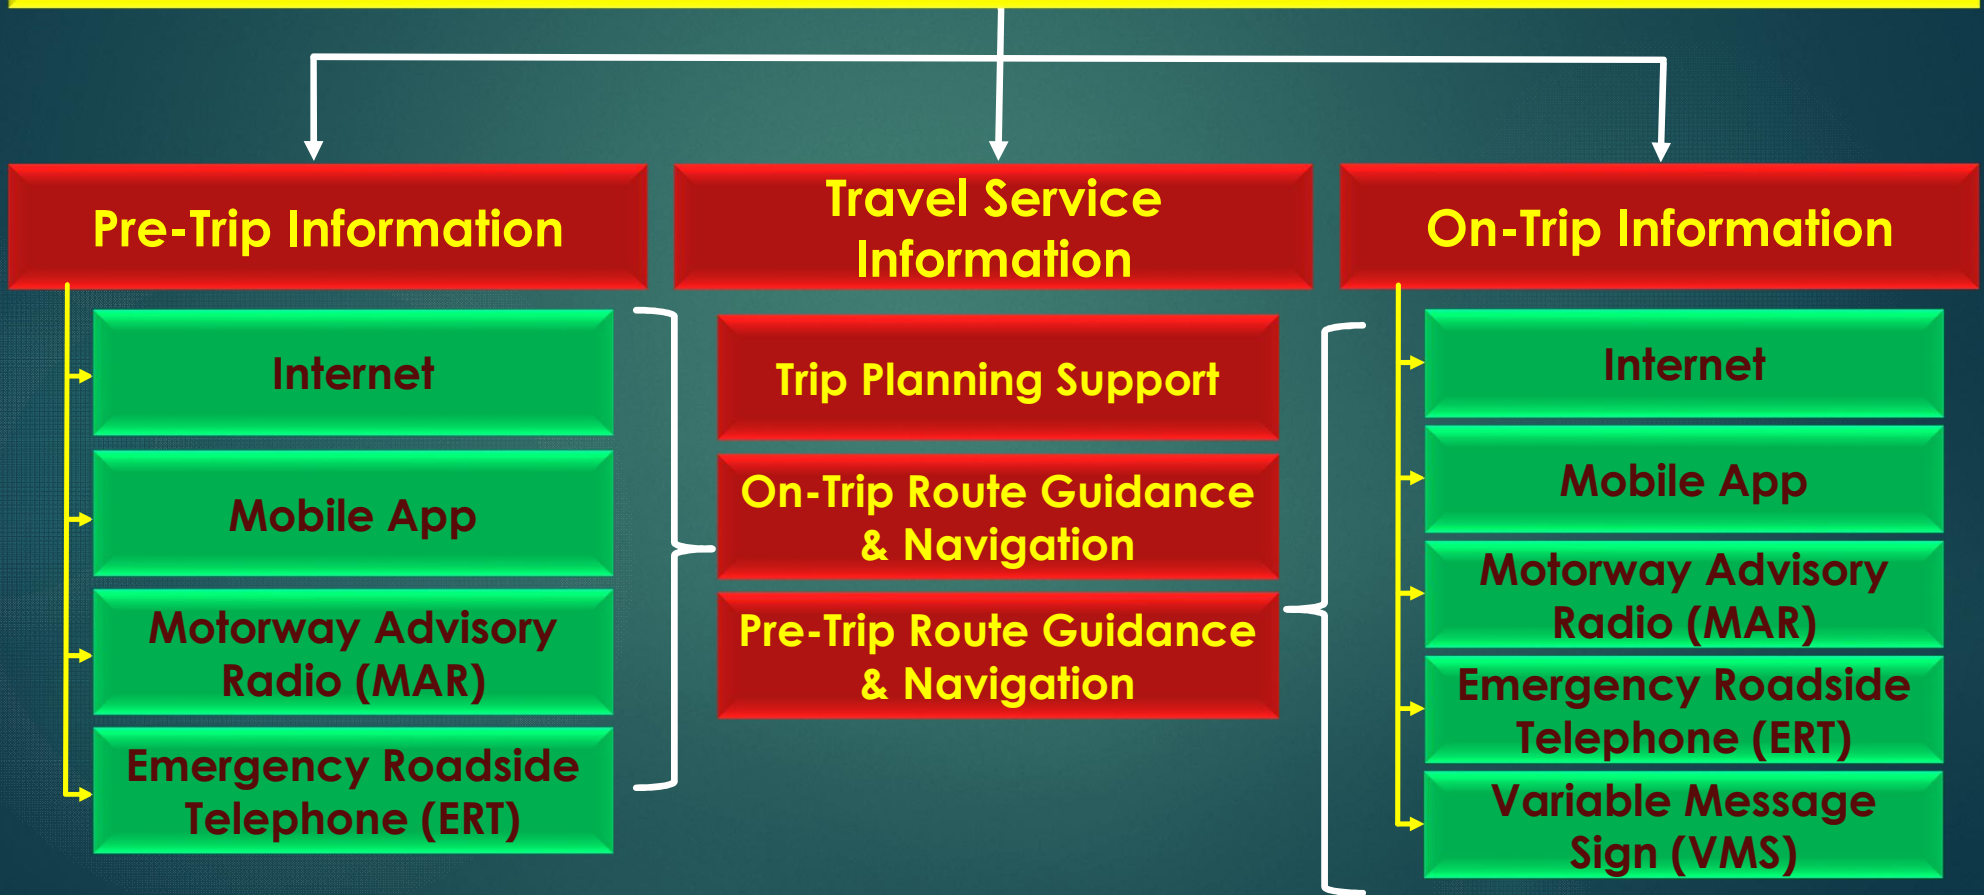 Pre-Trip Information
Travel Service
Information
On-Trip Information
Internet
Mobile App
Motorway Advisory
Radio (MAR)
Emergency Roadside
Telephone (ERT)
Trip Planning Support
On-Trip Route Guidance
& Navigation
Pre-Trip Route Guidance
& Navigation
Internet
Mobile App
Motorway Advisory
Radio (MAR)
Emergency Roadside
Telephone (ERT)
Variable Message
Sign (VMS)